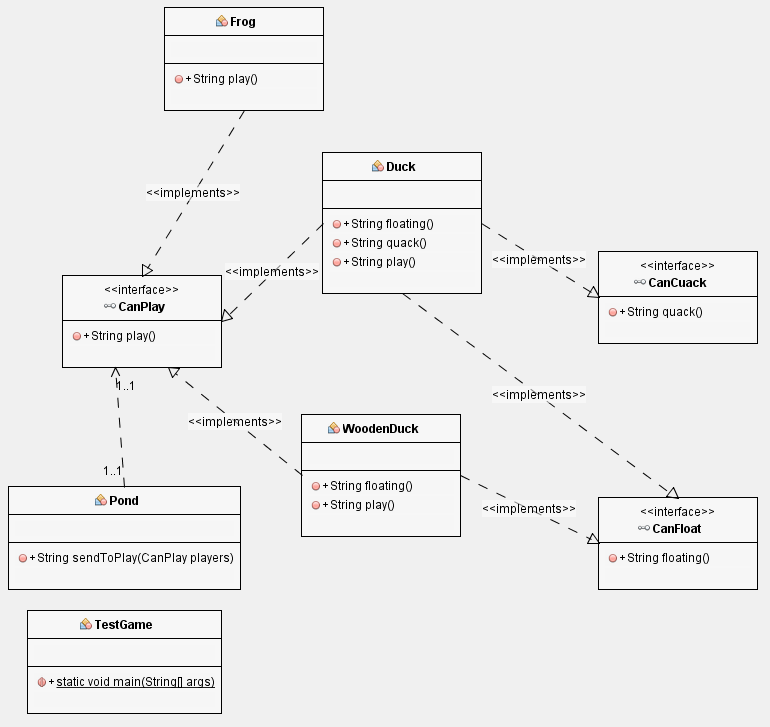 Frog
+ String play()
<<implements>>
Duck
+ String floating()
+ String quack()
+ String play()
<<implements>>
<<implements>>
<<interface>>
CanCuack
+ String quack()
<<interface>>
CanPlay
+ String play()
1..1
<<implements>>
<<implements>>
WoodenDuck
+ String floating()
+ String play()
<<implements>>
1..1
Pond
+ String sendToPlay(CanPlay players)
<<interface>>
CanFloat
+ String floating()
TestGame
+ static void main(String[] args)